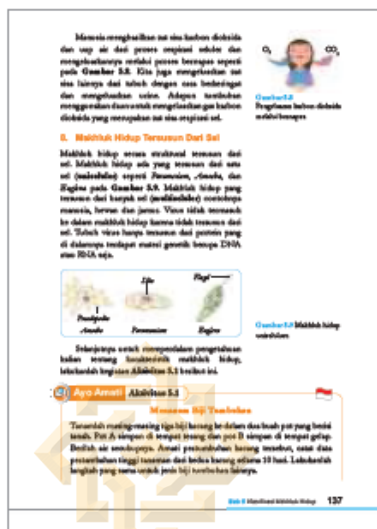 Manusia menghasilkan zat sisa karbon dioksida
dan uap air dari proses respirasi seluler dan
mengeluarkannya melalui proses bernapas seperti
pada Gambar 5.8. Kita juga mengeluarkan zat
sisa lainnya dari tubuh dengan cara berkeringat
dan mengeluarkan urine. Adapun tumbuhan
menggunakan daun untuk mengeluarkan gas karbon
dioksida yang merupakan zat sisa respirasi sel.
O₂
CO₂
Gambar 5.8
Pengeluaran karbon dioksida
melalui bernapas
8. Makhluk Hidup Tersusun Dari Sel
Makhluk hidup secara struktural tersusun dari
sel. Makhluk hidup ada yang tersusun dari satu
sel (uniseluler) seperti Paramecium, Amoeba, dan
Euglena pada Gambar 5.9. Makhluk hidup yang
tersusun dari banyak sel (multiseluler) contohnya
manusia, hewan dan jamur. Virus tidak termasuk
ke dalam makhluk hidup karena tidak tersusun dari
sel. Tubuh virus hanya tersusun dari protein yang
di dalamnya terdapat materi genetik berupa DNA
atau RNA saja.
Silia
Flagel
Pseudopodia
Amoeba
Paramecium
Euglena
Gambar 5.9 Makhluk hidup
uniseluler
Selanjutnya untuk memperdalam pengetahuan
kalian tentang karakteristik makhluk hidup,
lakukanlah kegiatan Aktivitas 5.1 berikut ini.
Ayo Amati Aktivitas 5.1
Menanam Biji Tumbuhan
Tanamlah masing-masing tiga biji kacang ke dalam dua buah pot yang berisi
tanah. Pot A simpan di tempat terang dan pot B simpan di tempat gelap.
Berilah air secukupnya. Amati pertumbuhan kacang tersebut, catat data
pertambahan tinggi tanaman dari kedua kacang selama 10 hari. Lakukanlah
langkah yang sama untuk jenis biji tumbuhan lainnya.
Bab 5 Klasifikasi Makhluk Hidup 137